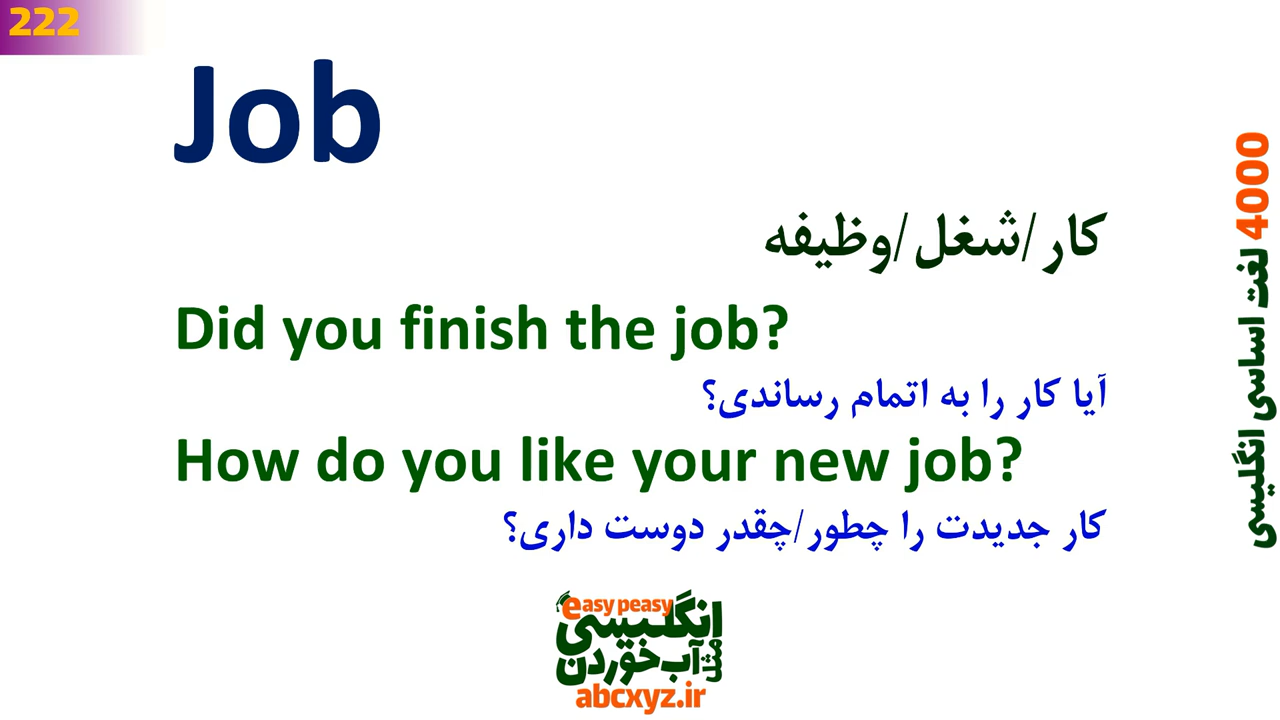 222
Job
کار/شغل/وظیفه
Did you finish the job?
آیا کار را به اتمام رساندی؟
How do you like your new job?
کار جدیدت را چطور/چقدر دوست داری؟
4000 لغت اساسی انگلیسی
easy peasy
انگلیسی
مثل آب خوردن
abcxyz.ir